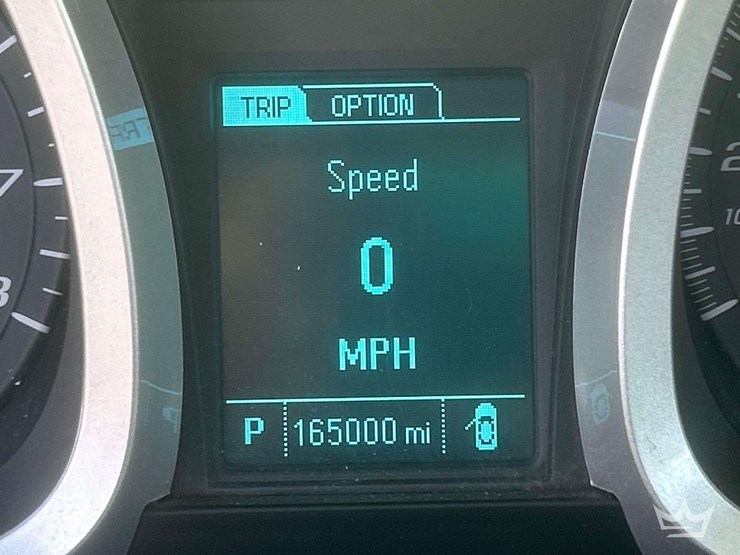 TRIP OPTION
Speed
0
MPH
P 165000 mi